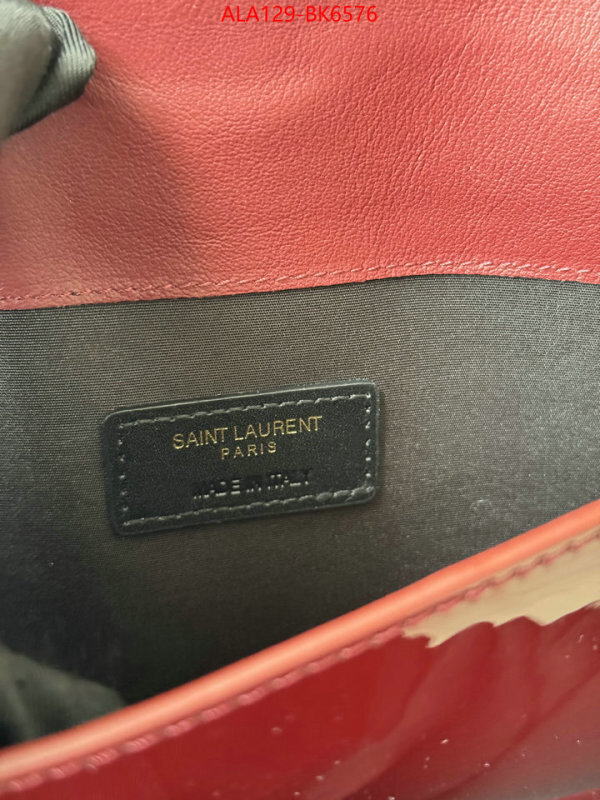 ALA129-BK6576
SAINT LAURENT
PARIS
MADE IN ITALY